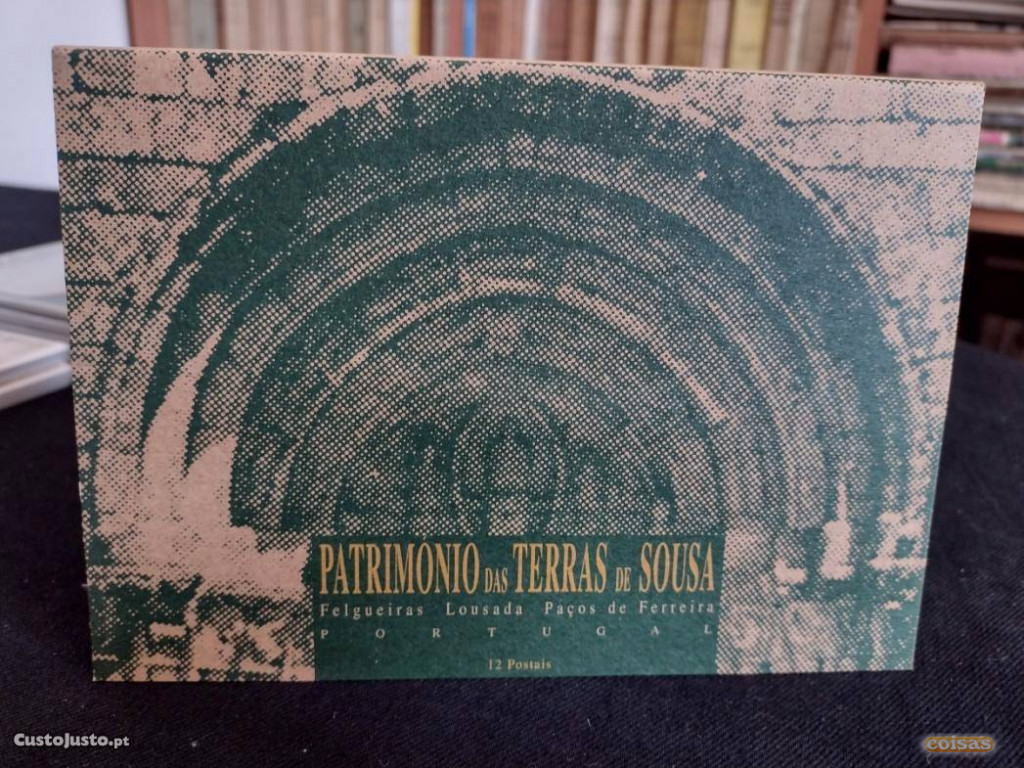 PATRIMÓNIO DAS TERRAS DE SOUSA
Felgueiras Lousada Paços de Ferreira
PORTUGAL
12 Postais
CustoJusto.pt
coisas